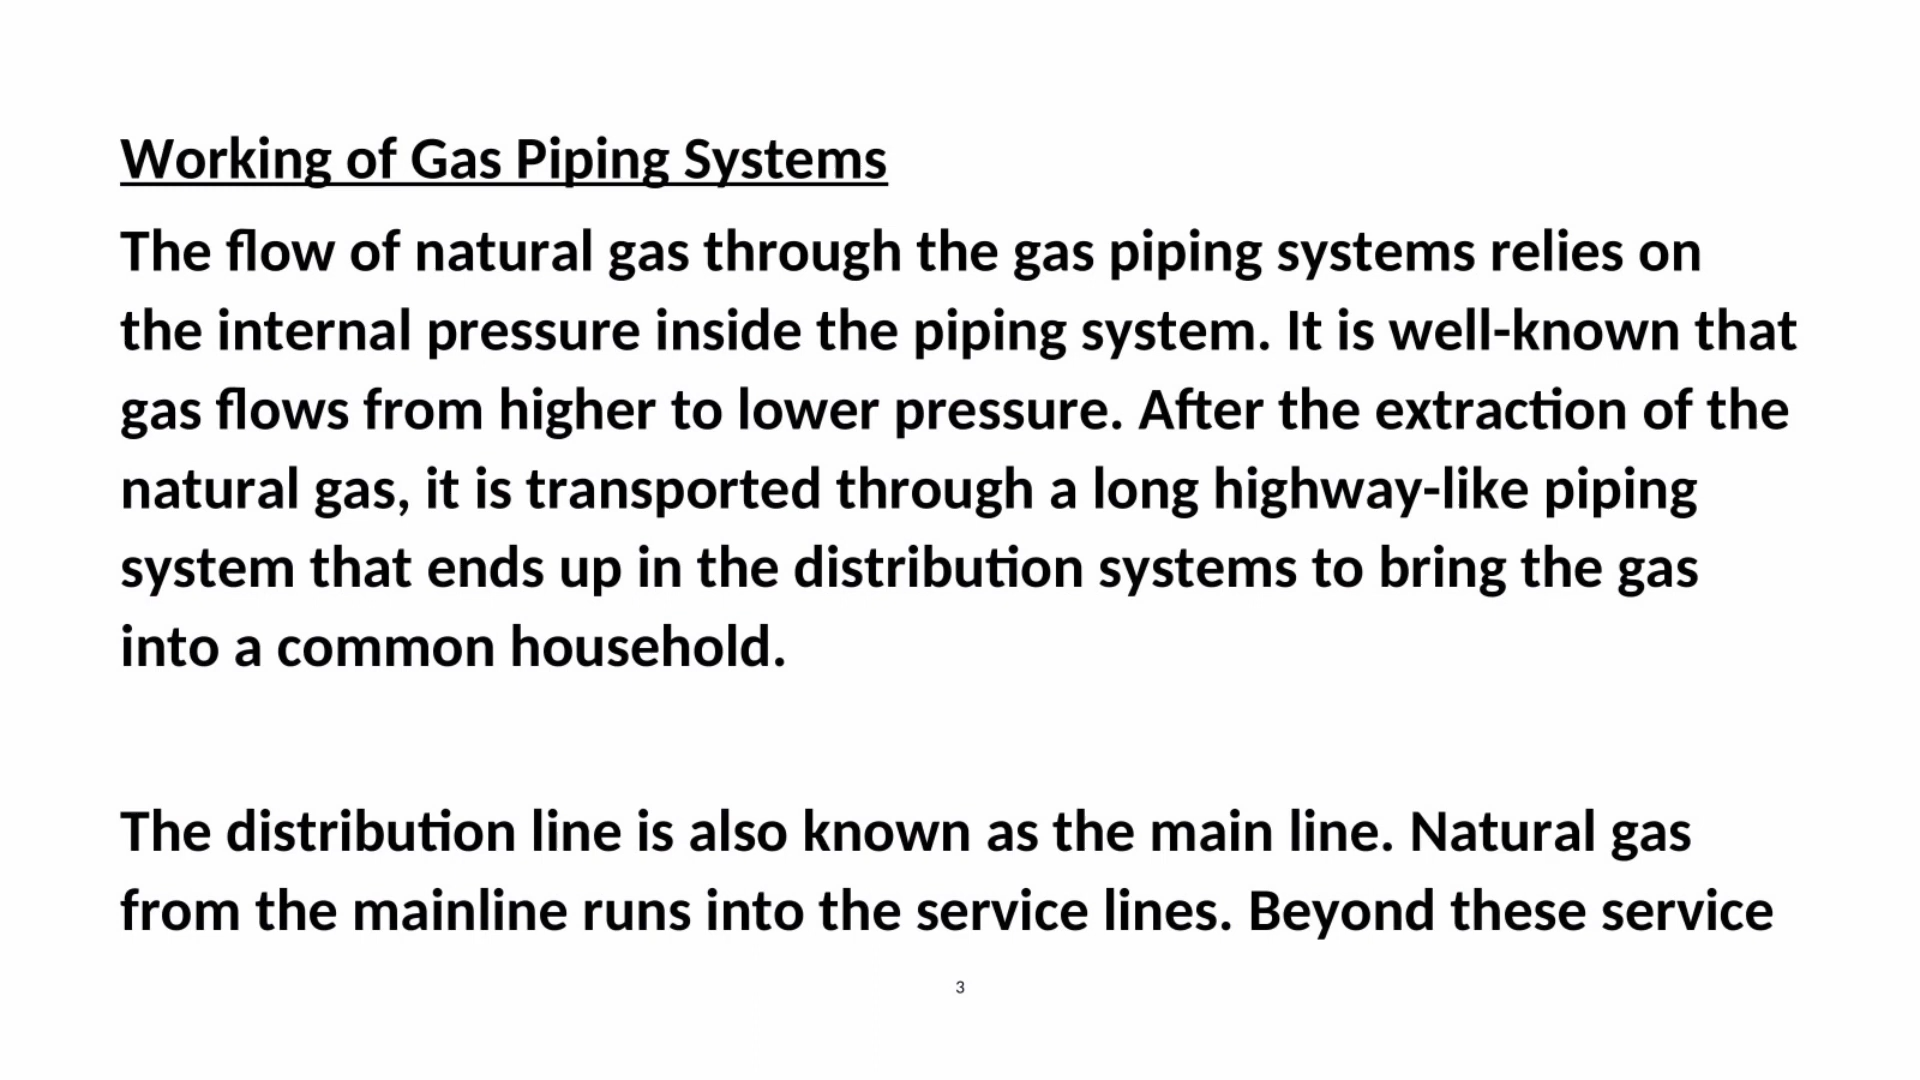 Working of Gas Piping Systems
The flow of natural gas through the gas piping systems relies on
the internal pressure inside the piping system. It is well-known that
gas flows from higher to lower pressure. After the extraction of the
natural gas, it is transported through a long highway-like piping
system that ends up in the distribution systems to bring the gas
into a common household.
The distribution line is also known as the main line. Natural gas
from the mainline runs into the service lines. Beyond these service
3